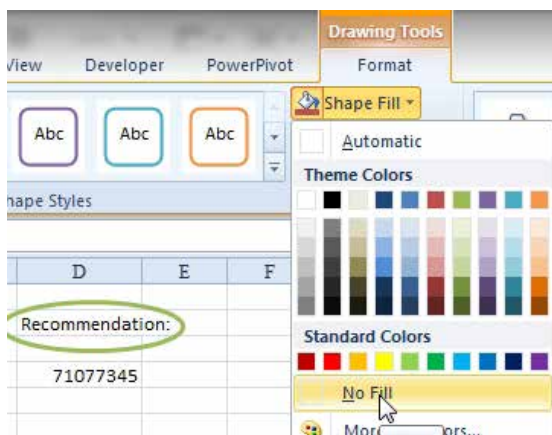 Drawing Tools
View Developer PowerPivot Format
Shape Fill
Abc Abc Abc
Automatic
Theme Colors
Shape Styles
D E F
Recommendation:
Standard Colors
71077345
No Fill